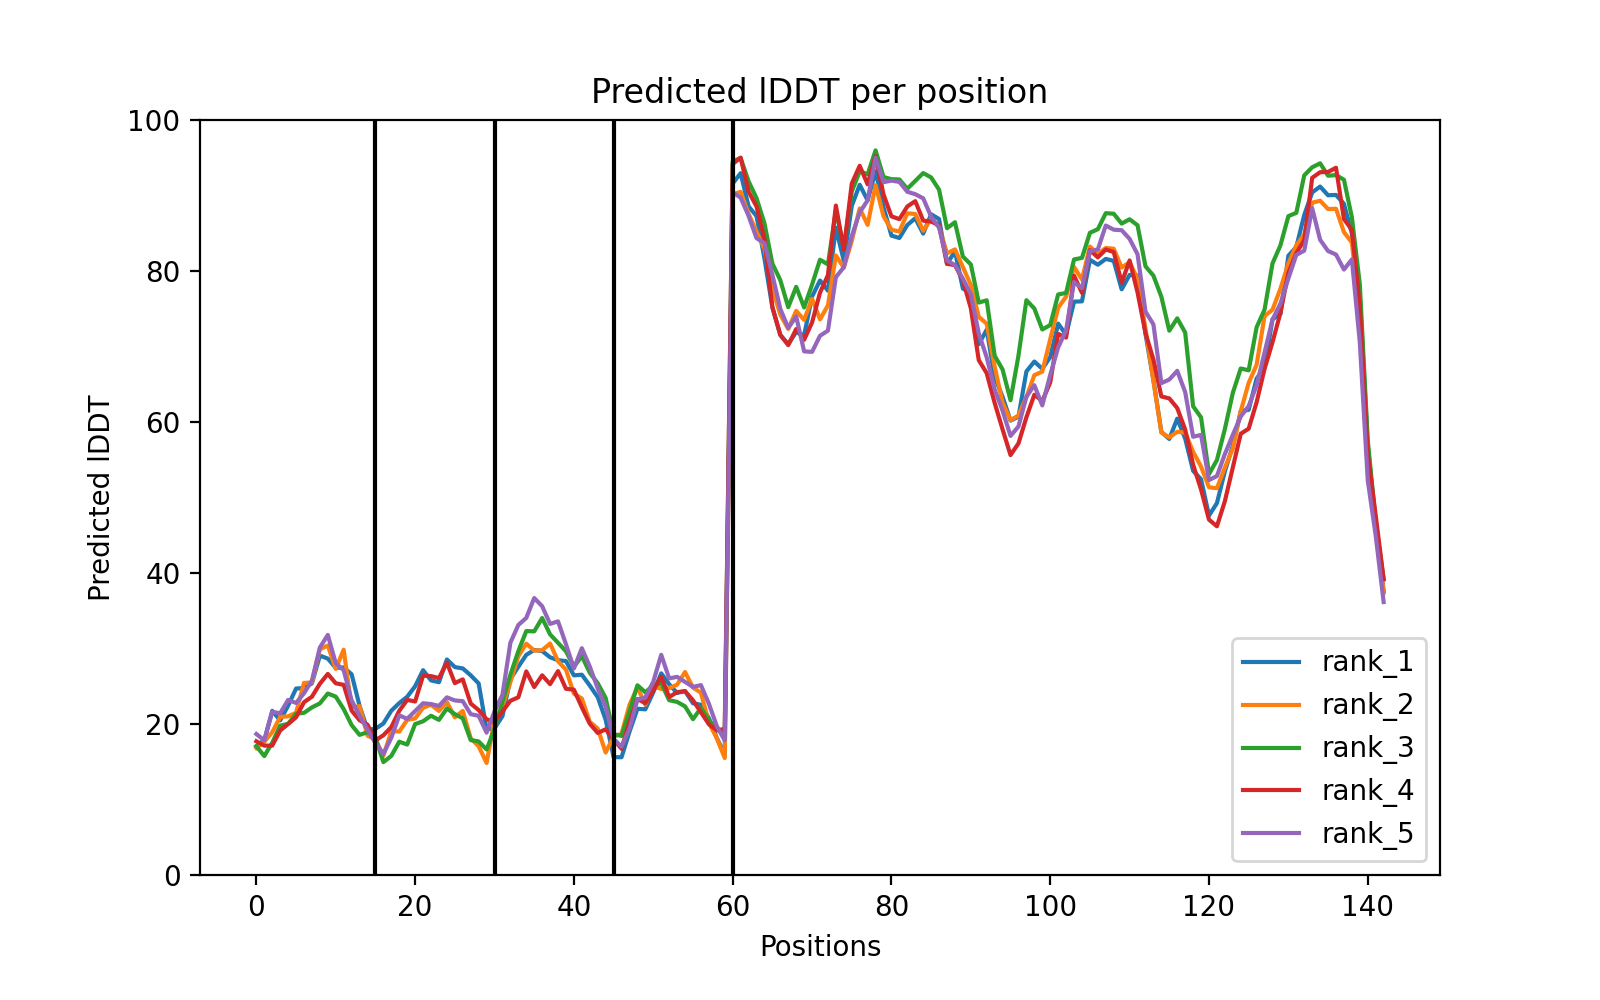 Predicted lDDT per position
100
80
60
40
20
0
Predicted lDDT
0 20 40 60 80 100 120 140
Positions
rank_1
rank_2
rank_3
rank_4
rank_5